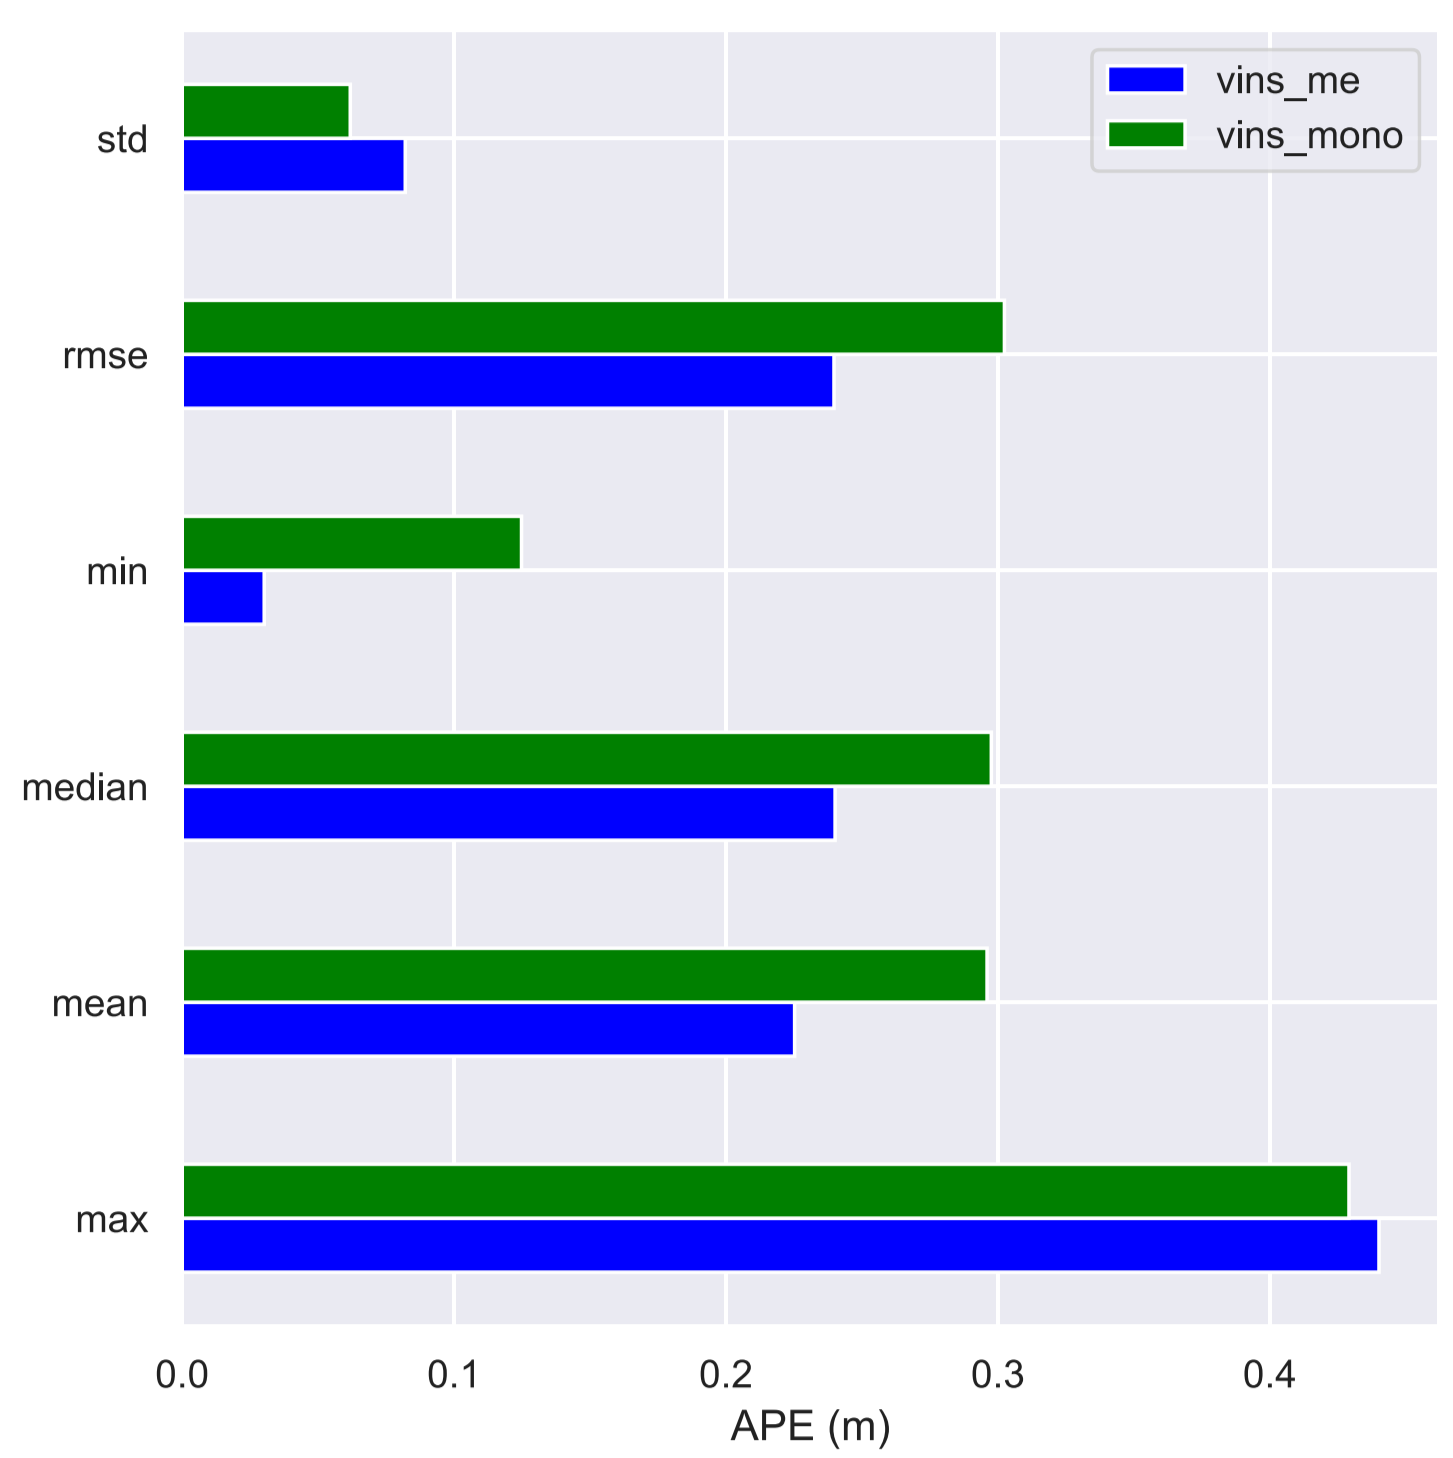 vins_me
vins_mono
std
rmse
min
median
mean
max
0.0 0.1 0.2 0.3 0.4
APE (m)